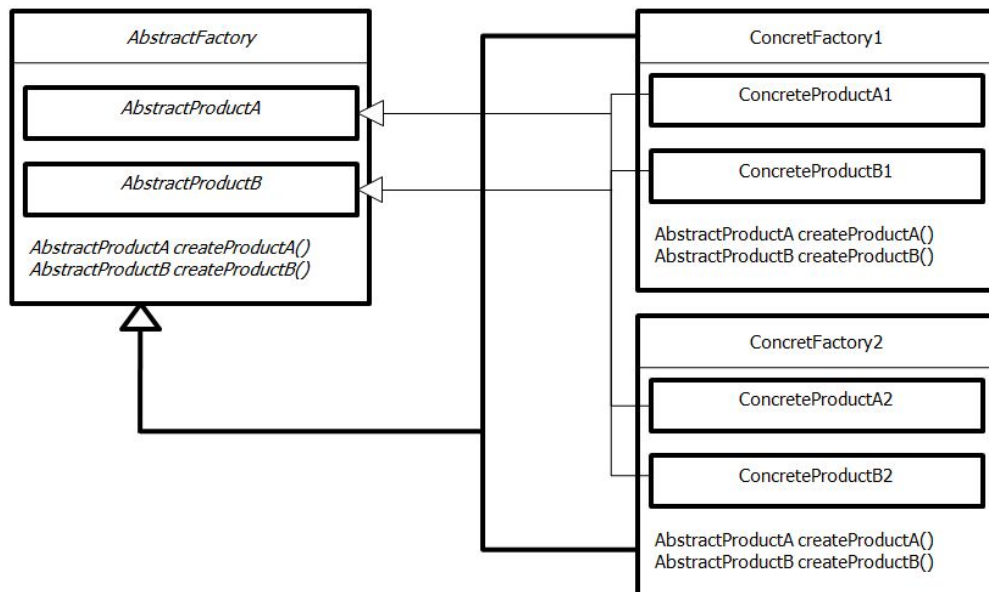 AbstractFactory
AbstractProductA
AbstractProductB
AbstractProductA createProductA()
AbstractProductB createProductB()
ConcretFactory1
ConcreteProductA1
ConcreteProductB1
AbstractProductA createProductA()
AbstractProductB createProductB()
ConcretFactory2
ConcreteProductA2
ConcreteProductB2
AbstractProductA createProductA()
AbstractProductB createProductB()